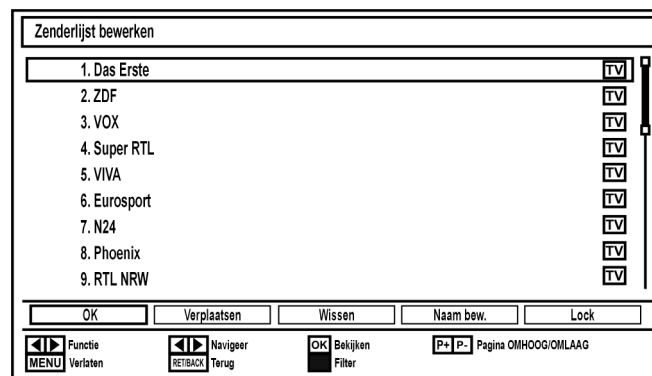 Zenderlijst bewerken
1. Das Erste TV
2. ZDF TV
3. VOX TV
4. Super RTL TV
5. VIVA TV
6. Eurosport TV
7. N24 TV
8. Phoenix TV
9. RTL NRW TV
OK Verplaatsen Wissen Naam bew. Lock
Functie Navigeer OK Bekijken P+ P- Pagina OMHOOG/OMLAAG
MENU Verlaten RET/BACK Terug Filter